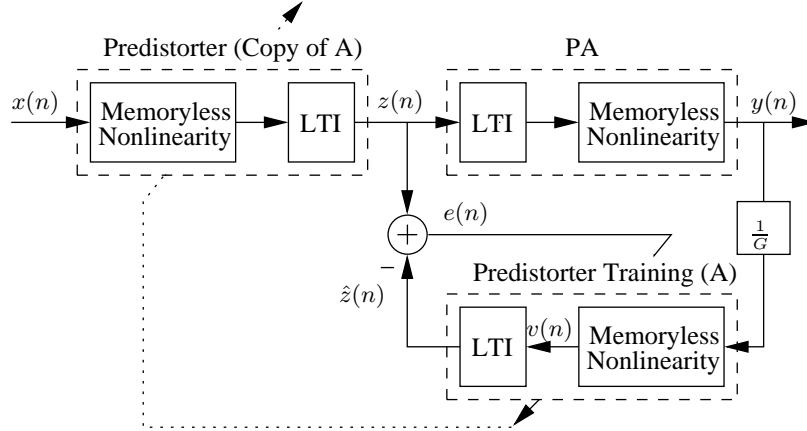 Predistorter (Copy of A)
PA
x(n)
Memoryless
Nonlinearity
LTI
z(n)
LTI
Memoryless
Nonlinearity
y(n)
+
e(n)
1/G
−
Predistorter Training (A)
ẑ(n)
LTI
v(n)
Memoryless
Nonlinearity